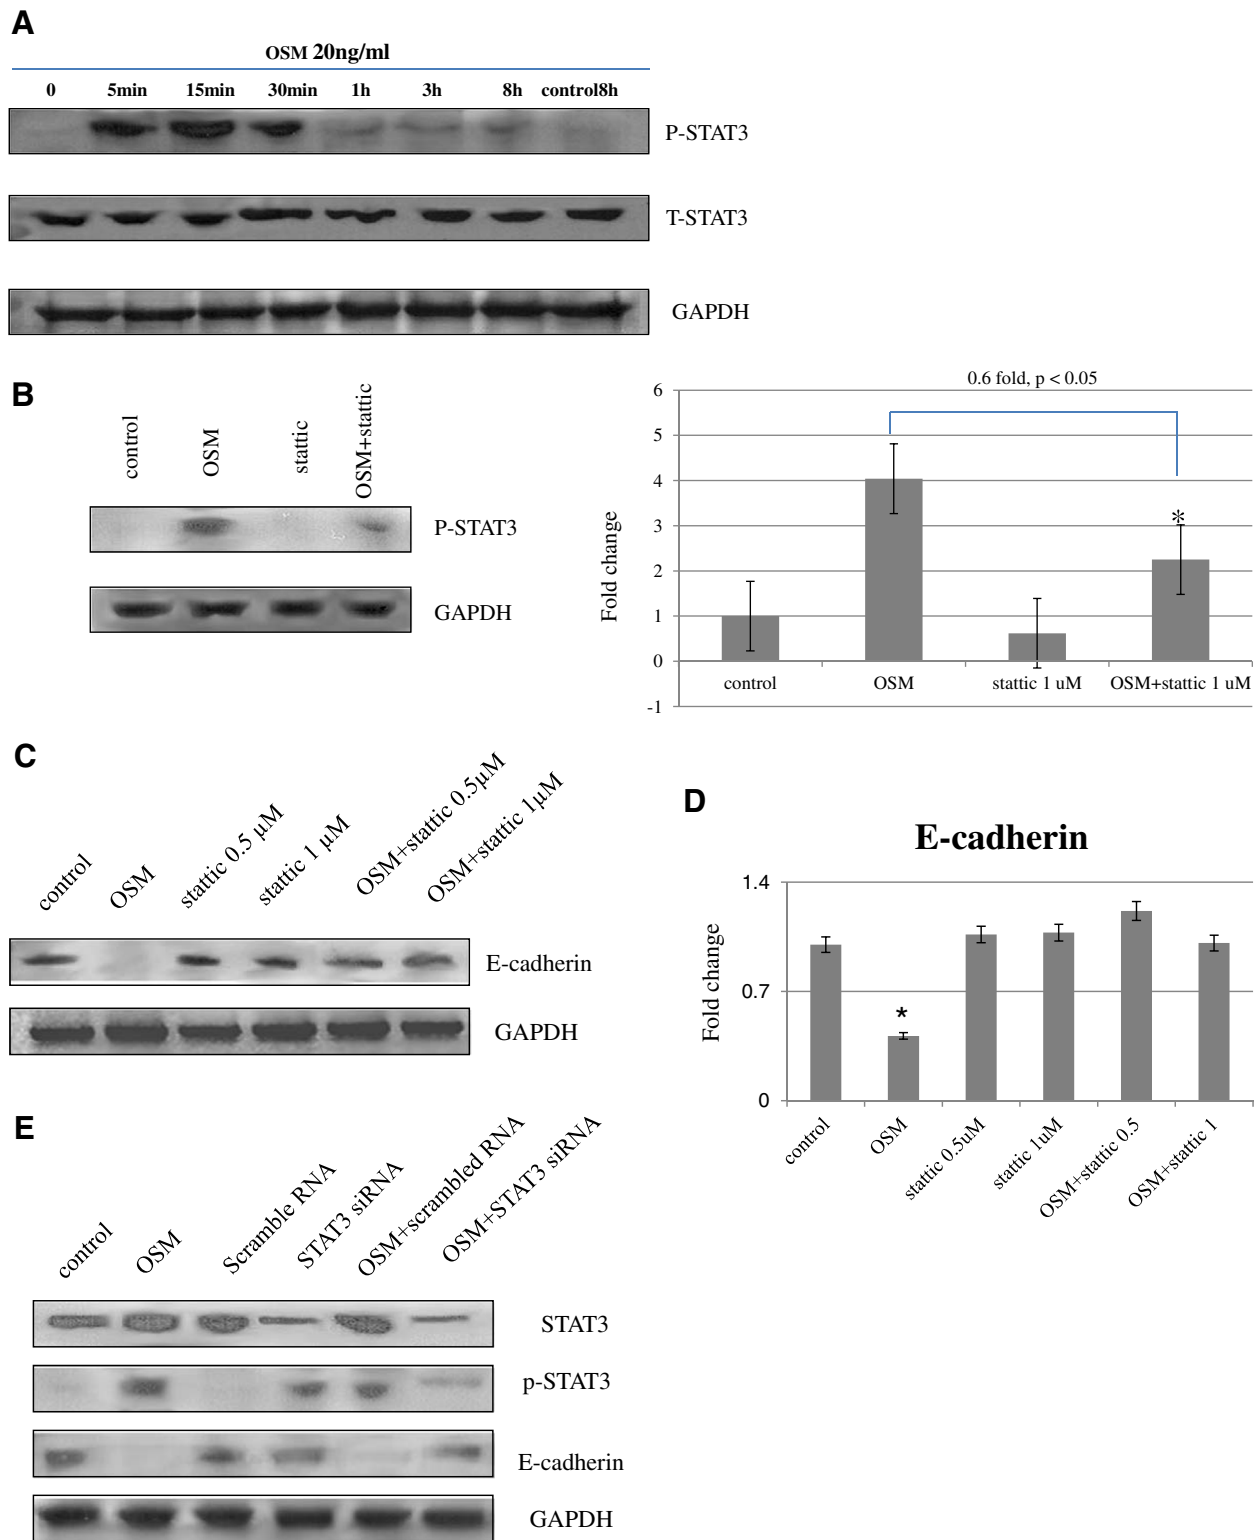 A
OSM 20ng/ml
0 5min 15min 30min 1h 3h 8h control8h
P-STAT3
T-STAT3
GAPDH
B
control OSM stattic OSM+stattic
P-STAT3
GAPDH
0.6 fold, p < 0.05
Fold change
6
5
4
3
2
1
0
-1
*
control OSM stattic 1 uM OSM+stattic 1 uM
C
control OSM stattic 0.5 µM stattic 1 µM OSM+stattic 0.5µM OSM+stattic 1µM
E-cadherin
GAPDH
D
E-cadherin
Fold change
1.4
0.7
0
*
control OSM stattic 0.5uM stattic 1uM OSM+stattic 0.5 OSM+stattic 1
E
control OSM Scramble RNA STAT3 siRNA OSM+scrambled RNA OSM+STAT3 siRNA
STAT3
p-STAT3
E-cadherin
GAPDH